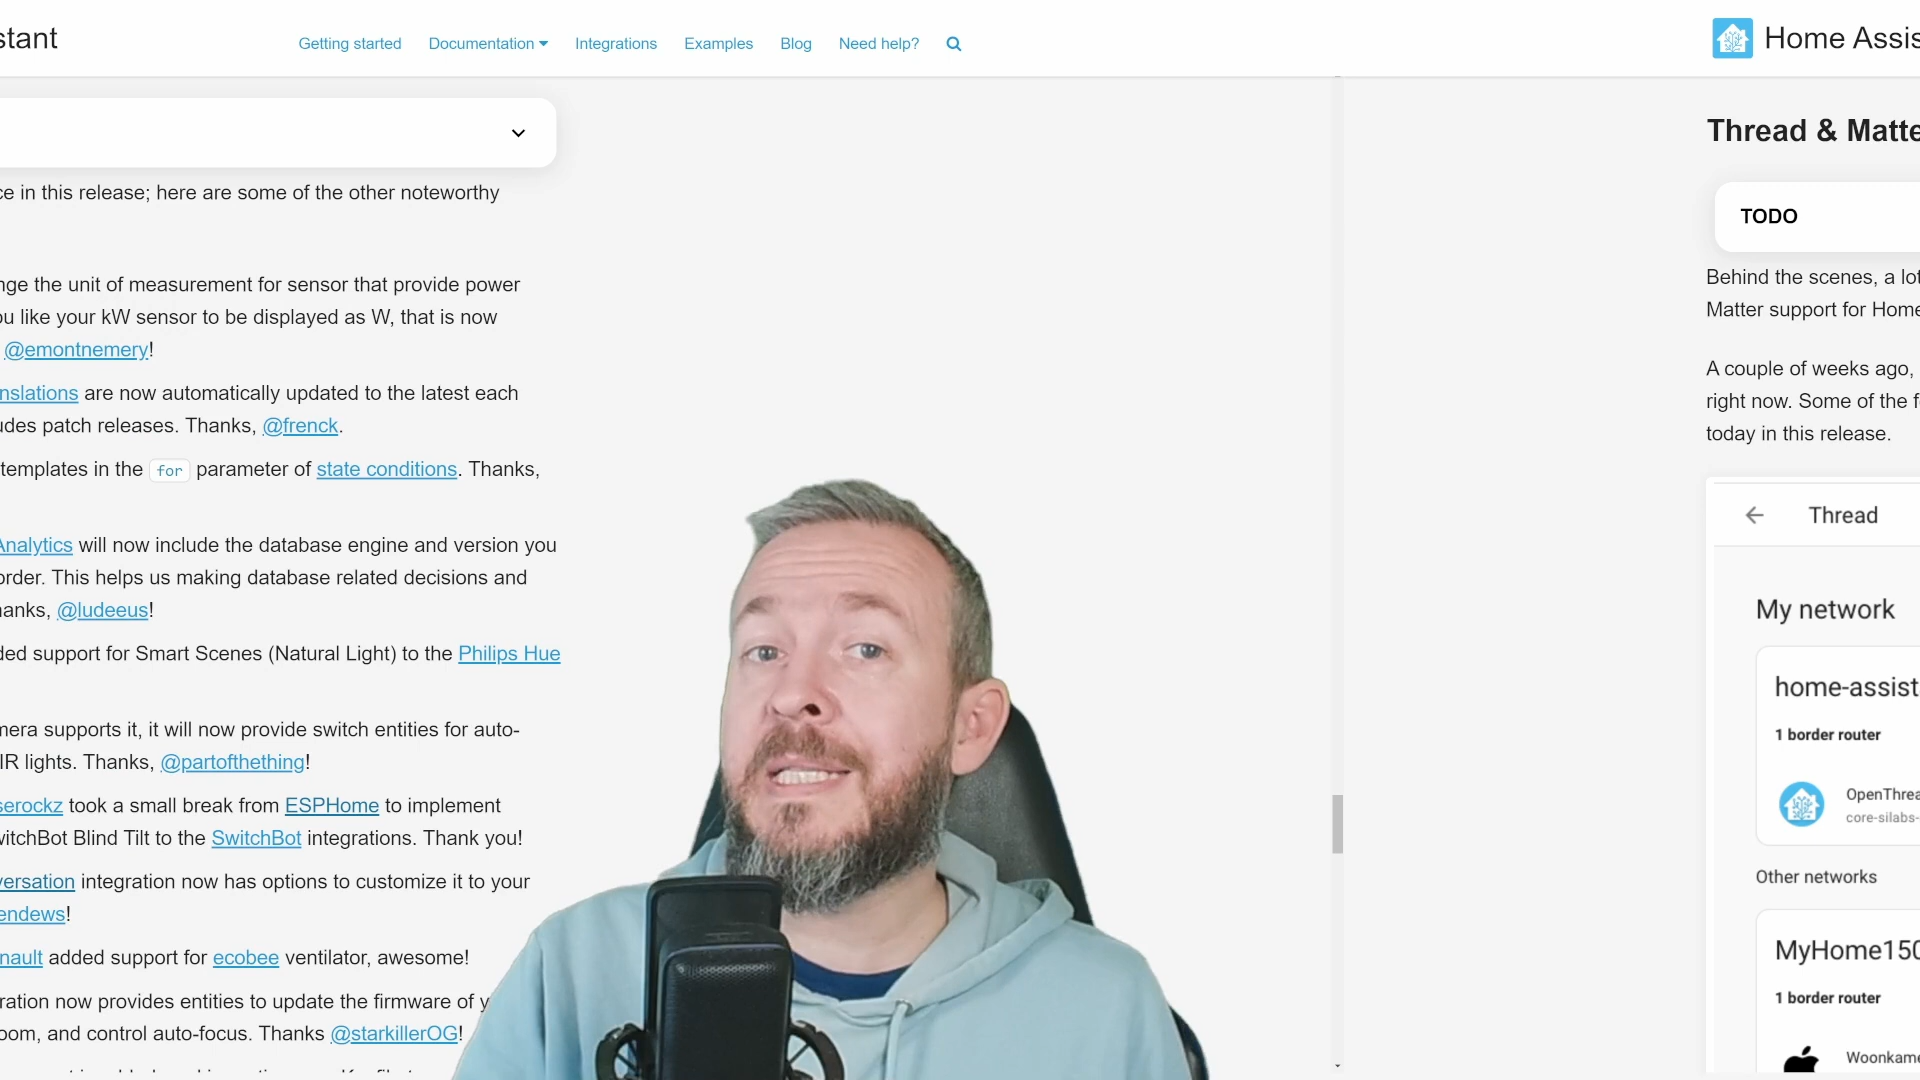 stant
Getting started
Documentation
Integrations
Examples
Blog
Need help?
Home Assis
ce in this release; here are some of the other noteworthy
nge the unit of measurement for sensor that provide power
ou like your kW sensor to be displayed as W, that is now
@emontnemery!
nslations are now automatically updated to the latest each
udes patch releases. Thanks, @frenck.
templates in the for parameter of state conditions. Thanks,
Analytics will now include the database engine and version you
order. This helps us making database related decisions and
hanks, @ludeeus!
ded support for Smart Scenes (Natural Light) to the Philips Hue
mera supports it, it will now provide switch entities for auto-
IR lights. Thanks, @partofthething!
serockz took a small break from ESPHome to implement
witchBot Blind Tilt to the SwitchBot integrations. Thank you!
versation integration now has options to customize it to your
endews!
nault added support for ecobee ventilator, awesome!
ration now provides entities to update the firmware of y
oom, and control auto-focus. Thanks @starkillerOG!
Thread & Matte
TODO
Behind the scenes, a lot
Matter support for Home
A couple of weeks ago,
right now. Some of the f
today in this release.
Thread
My network
home-assist
1 border router
OpenThrea
core-silabs-
Other networks
MyHome150
1 border router
Woonkame